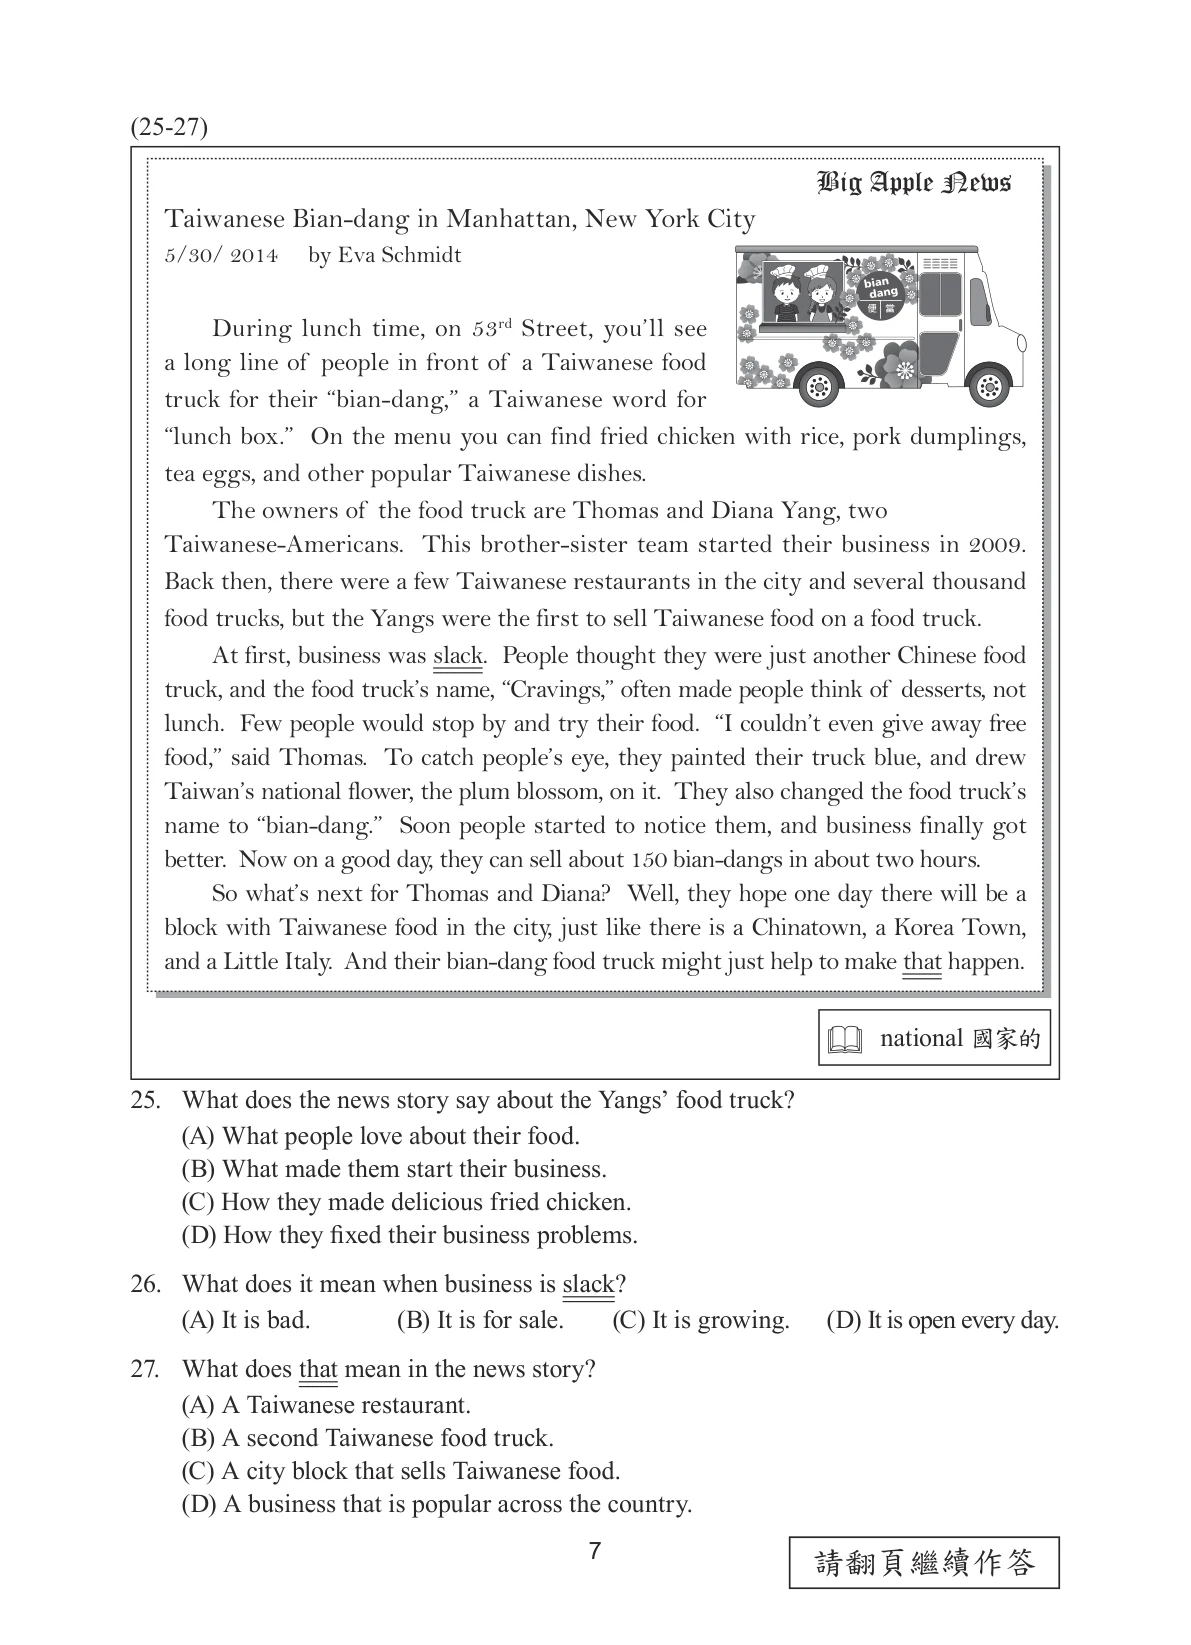 (25-27)
Big Apple News
Taiwanese Bian-dang in Manhattan, New York City
5/30/ 2014 by Eva Schmidt
bian
dang
便 當
During lunch time, on 53rd Street, you’ll see
a long line of people in front of a Taiwanese food
truck for their “bian-dang,” a Taiwanese word for
“lunch box.” On the menu you can find fried chicken with rice, pork dumplings,
tea eggs, and other popular Taiwanese dishes.
The owners of the food truck are Thomas and Diana Yang, two
Taiwanese-Americans. This brother-sister team started their business in 2009.
Back then, there were a few Taiwanese restaurants in the city and several thousand
food trucks, but the Yangs were the first to sell Taiwanese food on a food truck.
At first, business was slack. People thought they were just another Chinese food
truck, and the food truck’s name, “Cravings,” often made people think of desserts, not
lunch. Few people would stop by and try their food. “I couldn’t even give away free
food,” said Thomas. To catch people’s eye, they painted their truck blue, and drew
Taiwan’s national flower, the plum blossom, on it. They also changed the food truck’s
name to “bian-dang.” Soon people started to notice them, and business finally got
better. Now on a good day, they can sell about 150 bian-dangs in about two hours.
So what’s next for Thomas and Diana? Well, they hope one day there will be a
block with Taiwanese food in the city, just like there is a Chinatown, a Korea Town,
and a Little Italy. And their bian-dang food truck might just help to make that happen.
national 國家的
25. What does the news story say about the Yangs’ food truck?
(A) What people love about their food.
(B) What made them start their business.
(C) How they made delicious fried chicken.
(D) How they fixed their business problems.
26. What does it mean when business is slack?
(A) It is bad. (B) It is for sale. (C) It is growing. (D) It is open every day.
27. What does that mean in the news story?
(A) A Taiwanese restaurant.
(B) A second Taiwanese food truck.
(C) A city block that sells Taiwanese food.
(D) A business that is popular across the country.
7
請翻頁繼續作答